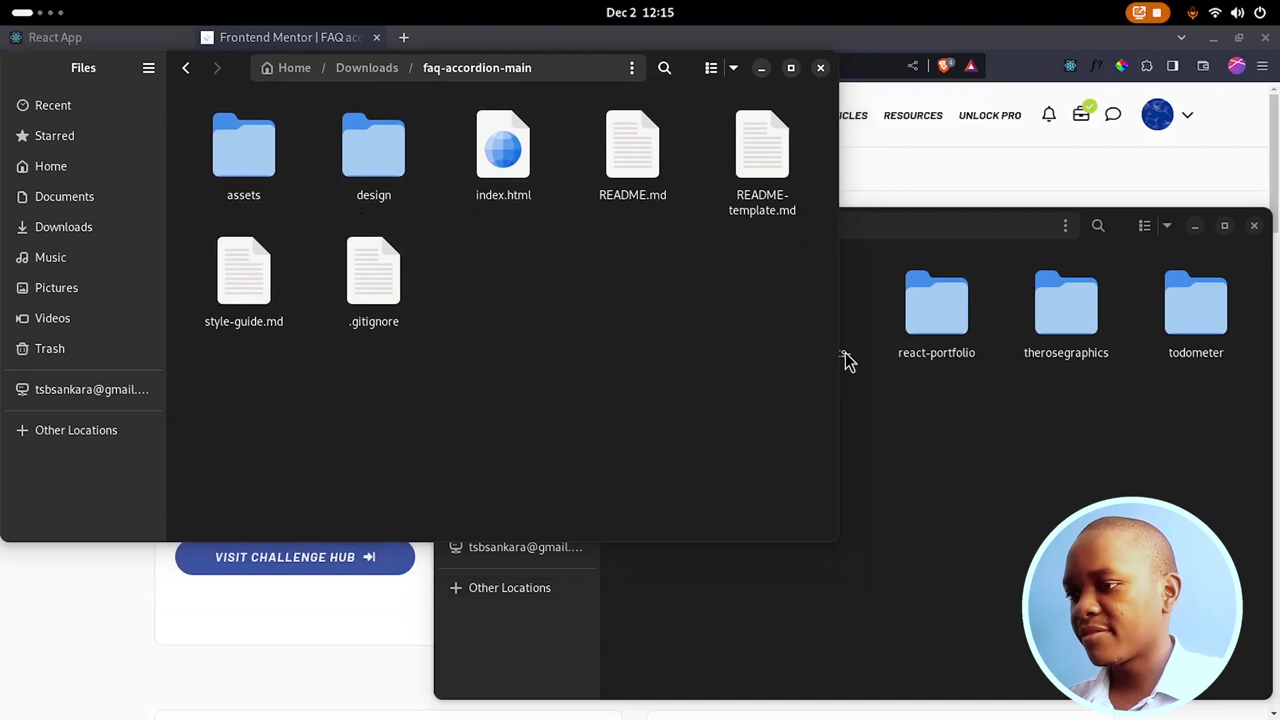 Dec 2 12:15
React App
Frontend Mentor | FAQ acc
Files
Home / Downloads / faq-accordion-main
Recent
Starred
Home
Documents
Downloads
Music
Pictures
Videos
Trash
tsbsankara@gmail....
Other Locations
assets
design
index.html
README.md
README-
template.md
style-guide.md
.gitignore
RESOURCES
UNLOCK PRO
react-portfolio
therosegraphics
todometer
tsbsankara@gmail....
Other Locations
VISIT CHALLENGE HUB